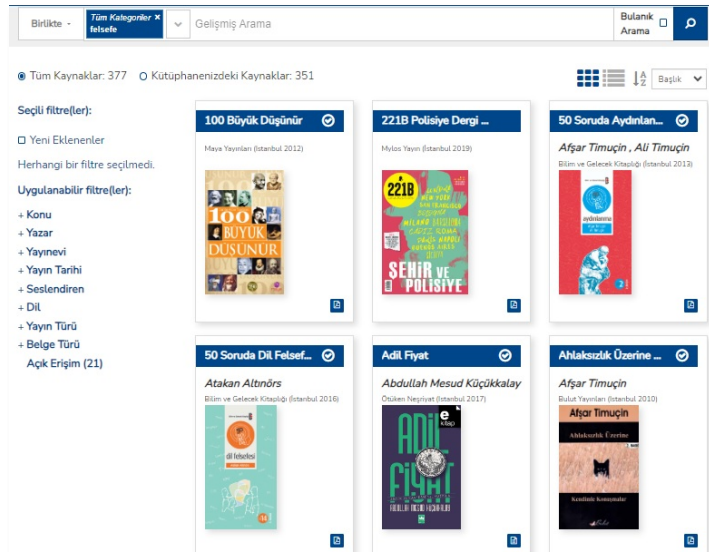 Birlikte
Tüm Kategoriler ×
felsefe
Gelişmiş Arama
Bulanık
Arama
Tüm Kaynaklar: 377
Kütüphanenizdeki Kaynaklar: 351
Başlık
Seçili filtre(ler):
Yeni Eklenenler
Herhangi bir filtre seçilmedi.
Uygulanabilir filtre(ler):
+ Konu
+ Yazar
+ Yayınevi
+ Yayın Tarihi
+ Seslendiren
+ Dil
+ Yayın Türü
+ Belge Türü
Açık Erişim (21)
100 Büyük Düşünür
Maya Yayınları (İstanbul 2012)
100
BÜYÜK
DÜŞÜNÜR
221B Polisiye Dergi ...
Mylos Yayın (İstanbul 2019)
221B
ŞEHİR VE
POLİSİYE
50 Soruda Aydınlan...
Afşar Timuçin , Ali Timuçin
Bilim ve Gelecek Kitaplığı (İstanbul 2013)
aydınlanma
2
50 Soruda Dil Felsef...
Atakan Altınörs
Bilim ve Gelecek Kitaplığı (İstanbul 2016)
dil felsefesi
Adil Fiyat
Abdullah Mesud Küçükkalay
Ötüken Neşriyat (İstanbul 2017)
e
kitap
ADİL
FİYAT
ABDULLAH MESUD KÜÇÜKKALAY
Ahlaksızlık Üzerine ...
Afşar Timuçin
Bulut Yayınları (İstanbul 2010)
Afşar Timuçin
Ahlaksızlık Üzerine
Kendimle Konuşmalar